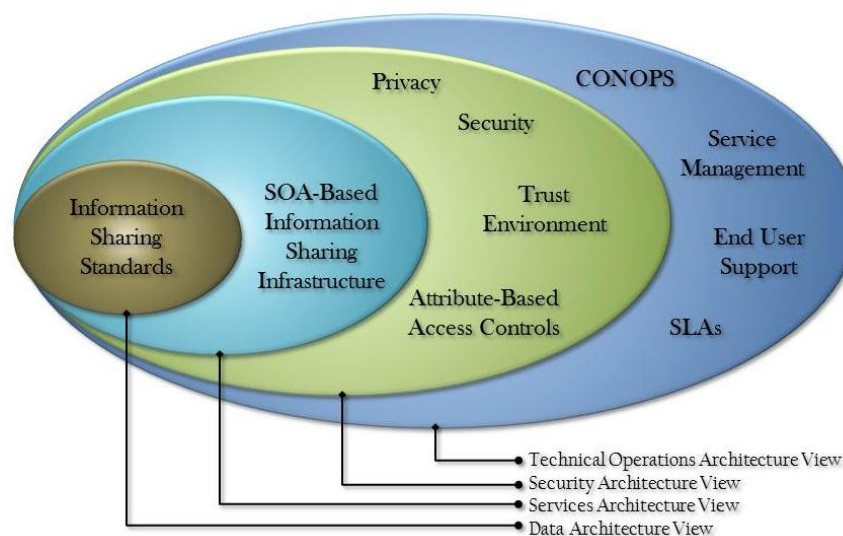 Privacy
CONOPS
Security
Service
Management
Information
Sharing
Standards
SOA-Based
Information
Sharing
Infrastructure
Trust
Environment
End User
Support
Attribute-Based
Access Controls
SLAs
Technical Operations Architecture View
Security Architecture View
Services Architecture View
Data Architecture View